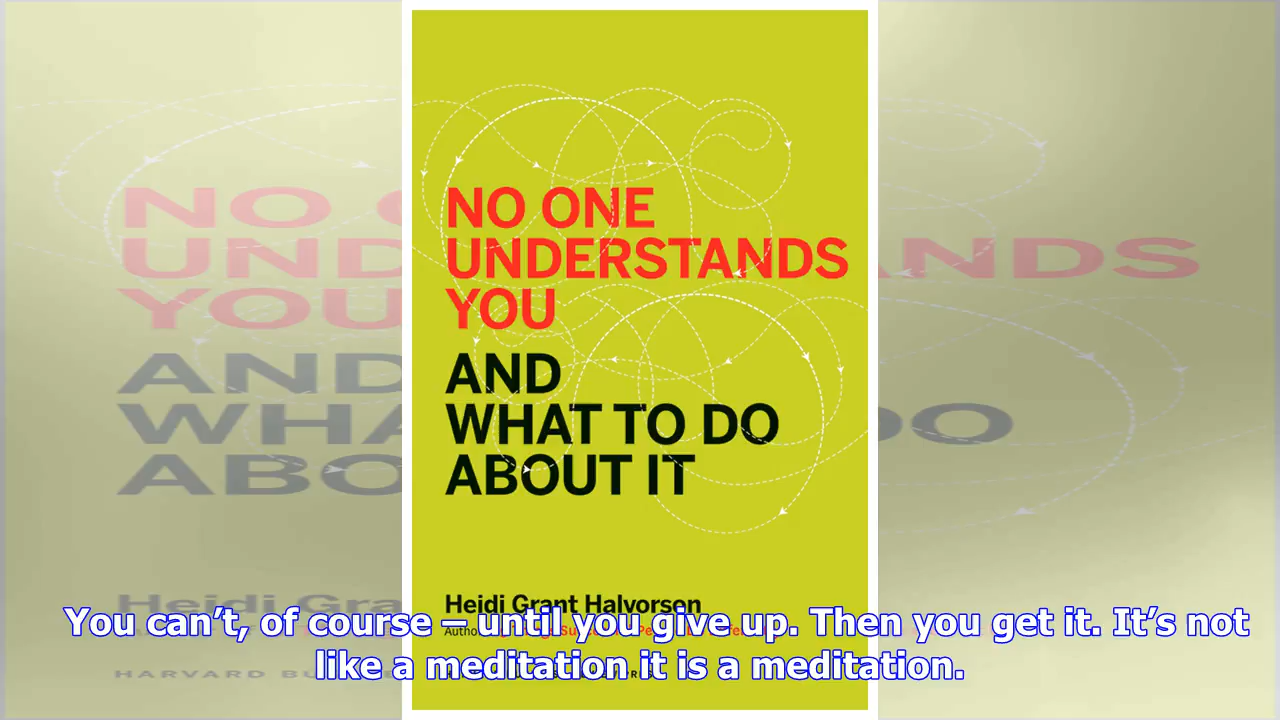 NO ONE
UNDERSTANDS
YOU
AND
WHAT TO DO
ABOUT IT
Heidi Grant Halvorson
You can’t, of course – until you give up. Then you get it. It’s not
like a meditation it is a meditation.